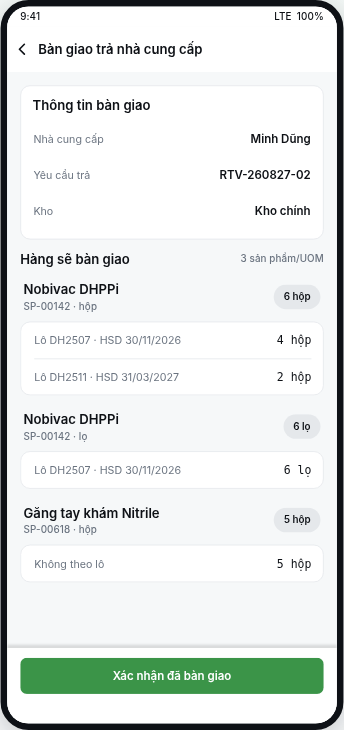 9:41 LTE 100%
Bàn giao trả nhà cung cấp
Thông tin bàn giao
Nhà cung cấp Minh Dũng
Yêu cầu trả RTV-260827-02
Kho Kho chính
Hàng sẽ bàn giao 3 sản phẩm/UOM
Nobivac DHPPi
SP-00142 · hộp
6 hộp
Lô DH2507 · HSD 30/11/2026 4 hộp
Lô DH2511 · HSD 31/03/2027 2 hộp
Nobivac DHPPi
SP-00142 · lọ
6 lọ
Lô DH2507 · HSD 30/11/2026 6 lọ
Găng tay khám Nitrile
SP-00618 · hộp
5 hộp
Không theo lô 5 hộp
Xác nhận đã bàn giao